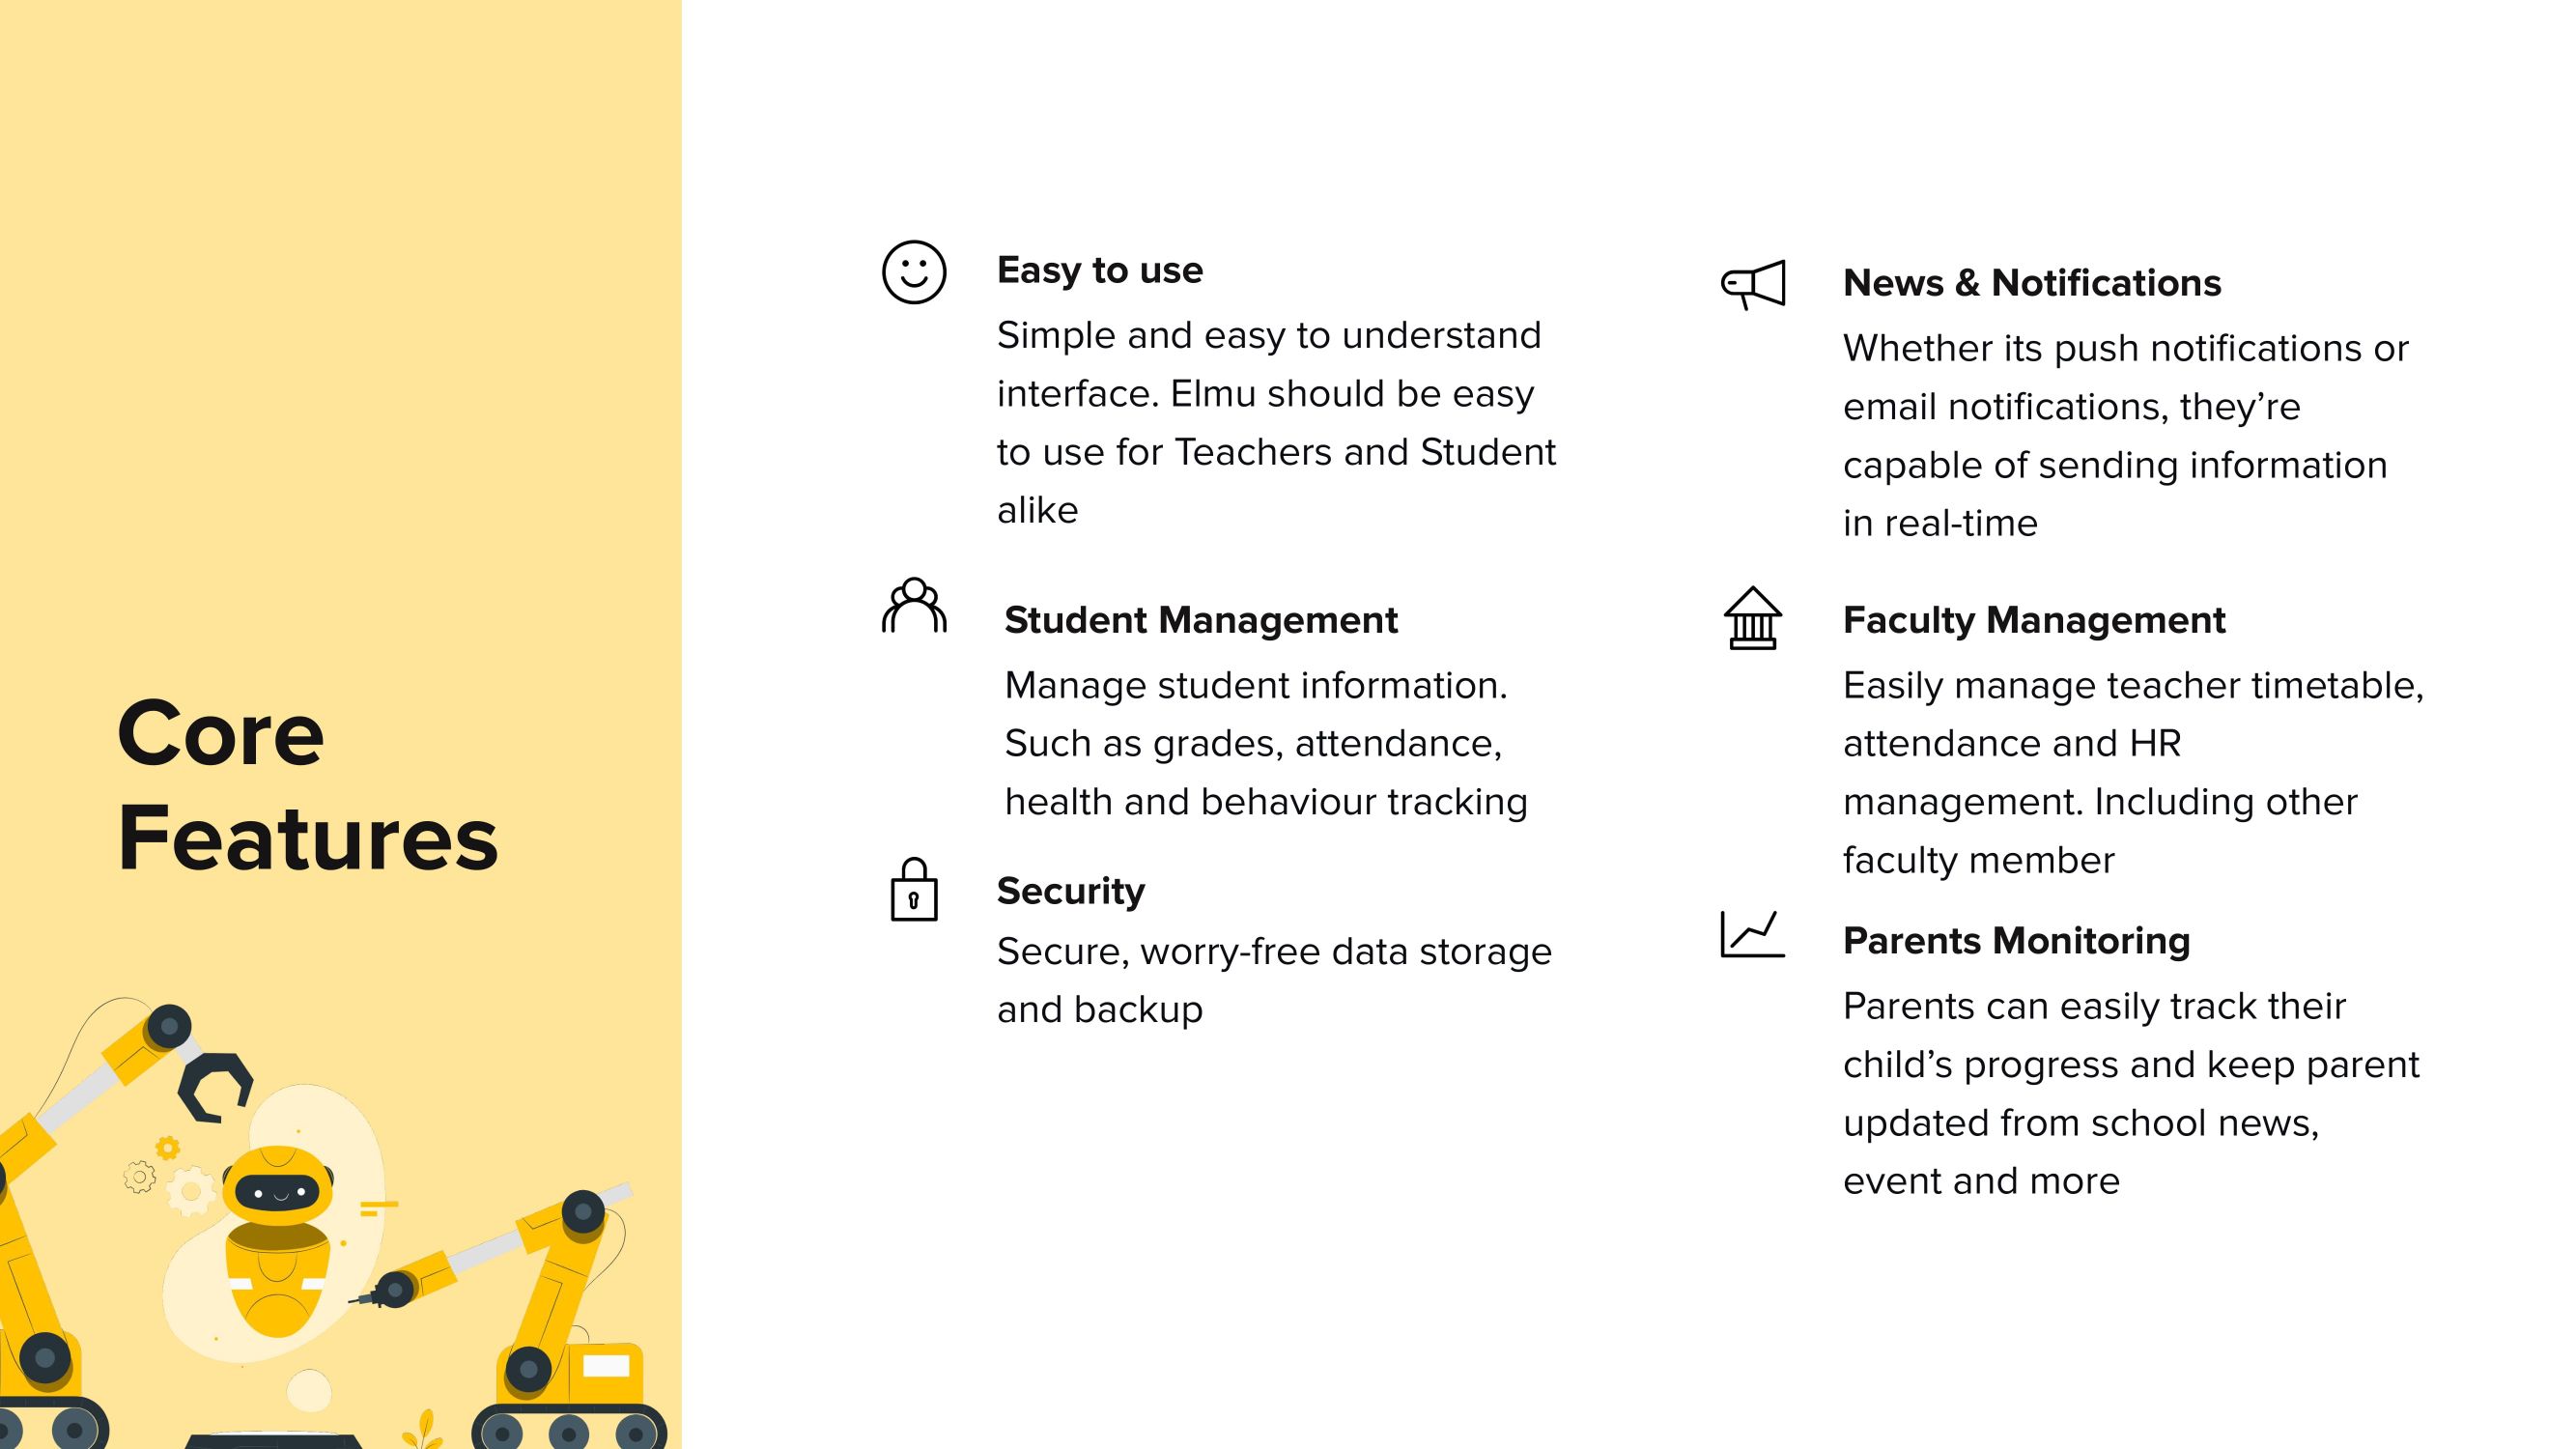 Core
Features
Easy to use
Simple and easy to understand
interface. Elmu should be easy
to use for Teachers and Student
alike
Student Management
Manage student information.
Such as grades, attendance,
health and behaviour tracking
Security
Secure, worry-free data storage
and backup
News & Notifications
Whether its push notifications or
email notifications, they’re
capable of sending information
in real-time
Faculty Management
Easily manage teacher timetable,
attendance and HR
management. Including other
faculty member
Parents Monitoring
Parents can easily track their
child’s progress and keep parent
updated from school news,
event and more